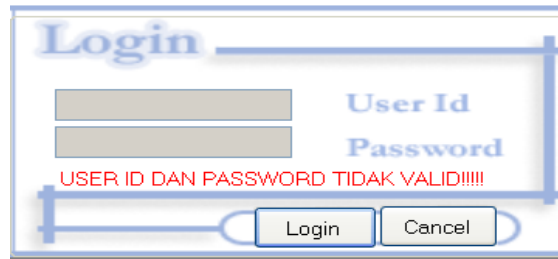 Login
User Id
Password
USER ID DAN PASSWORD TIDAK VALID!!!!!
Login Cancel